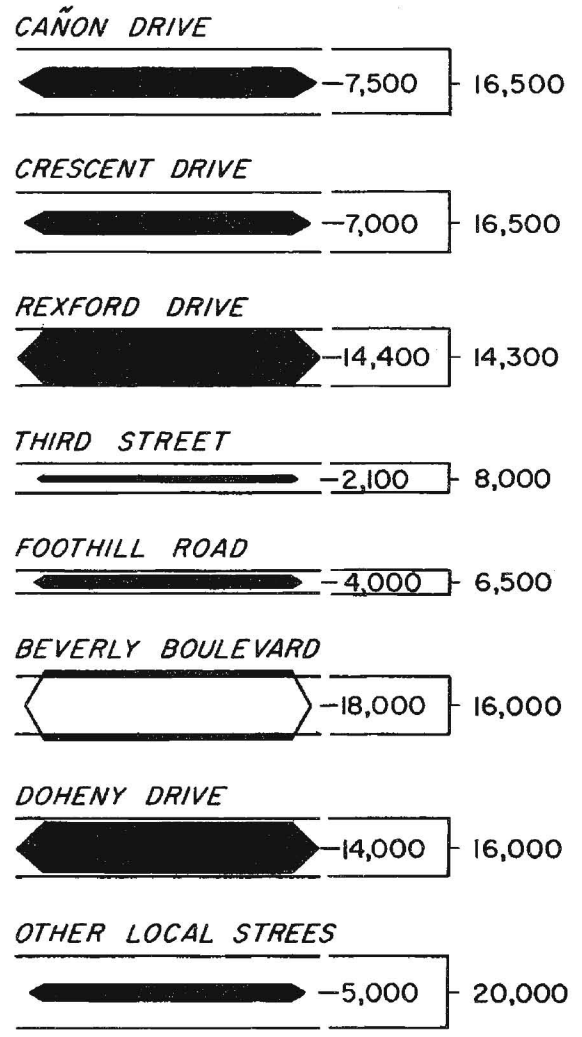 CAÑON DRIVE
7,500 16,500
CRESCENT DRIVE
7,000 16,500
REXFORD DRIVE
14,400 14,300
THIRD STREET
2,100 8,000
FOOTHILL ROAD
4,000 6,500
BEVERLY BOULEVARD
18,000 16,000
DOHENY DRIVE
14,000 16,000
OTHER LOCAL STREES
5,000 20,000